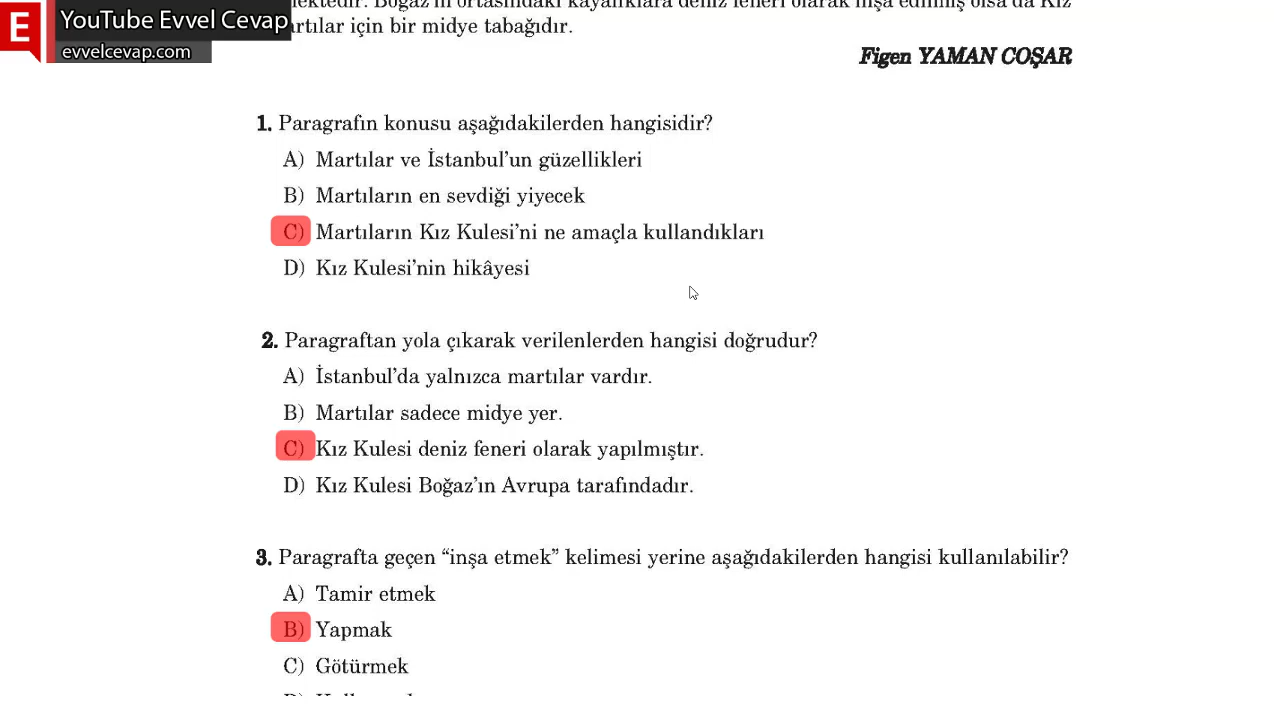 YouTube Evvel Cevap
evvelcevap.com
Boğaz'ın ortasındaki kayalıklara deniz feneri olarak inşa edilmiş olsa da Kız
için bir midye tabağıdır.
Figen YAMAN COŞAR
1. Paragrafın konusu aşağıdakilerden hangisidir?
A) Martılar ve İstanbul'un güzellikleri
B) Martıların en sevdiği yiyecek
C) Martıların Kız Kulesi'ni ne amaçla kullandıkları
D) Kız Kulesi'nin hikâyesi
2. Paragraftan yola çıkarak verilenlerden hangisi doğrudur?
A) İstanbul'da yalnızca martılar vardır.
B) Martılar sadece midye yer.
C) Kız Kulesi deniz feneri olarak yapılmıştır.
D) Kız Kulesi Boğaz'ın Avrupa tarafındadır.
3. Paragrafta geçen “inşa etmek” kelimesi yerine aşağıdakilerden hangisi kullanılabilir?
A) Tamir etmek
B) Yapmak
C) Götürmek